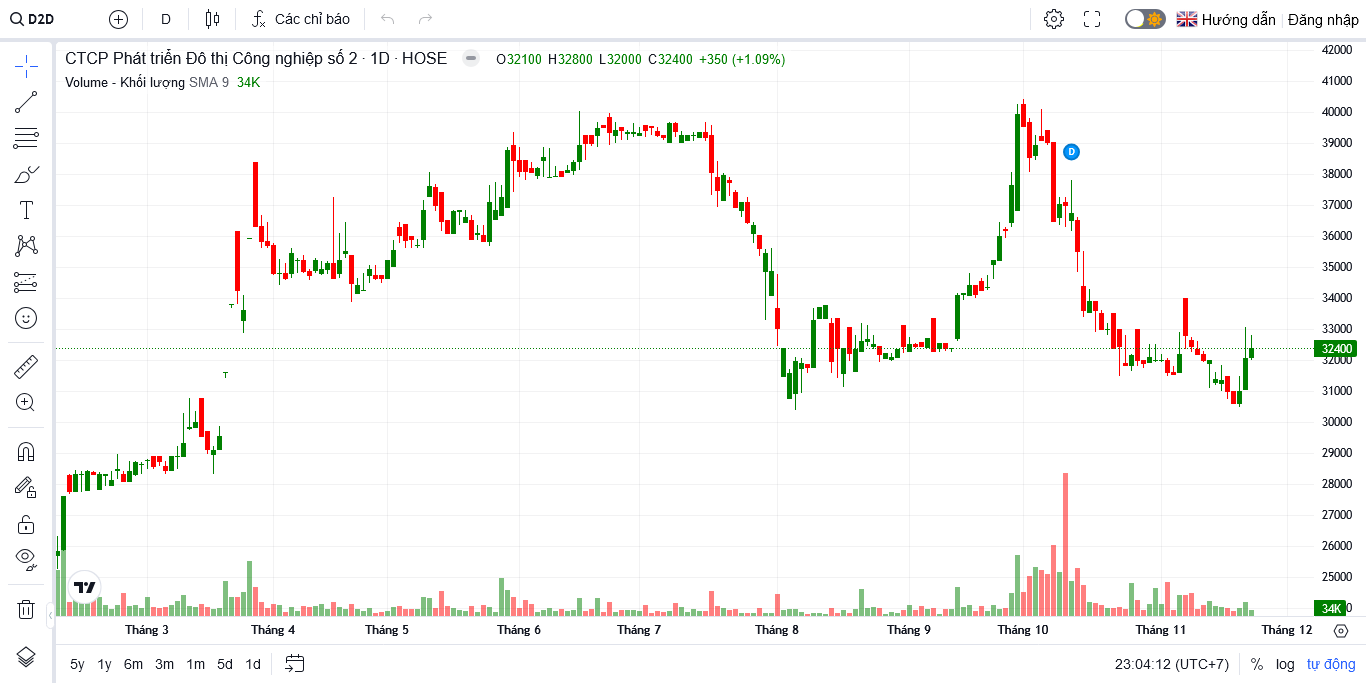 D2D
D
Các chỉ báo
Hướng dẫn
Đăng nhập
CTCP Phát triển Đô thị Công nghiệp số 2 · 1D · HOSE
O32100 H32800 L32000 C32400 +350 (+1.09%)
Volume - Khối lượng SMA 9 34K
D
42000
41000
40000
39000
38000
37000
36000
35000
34000
33000
32400
32000
31000
30000
29000
28000
27000
26000
25000
34K
Tháng 3
Tháng 4
Tháng 5
Tháng 6
Tháng 7
Tháng 8
Tháng 9
Tháng 10
Tháng 11
Tháng 12
5y 1y 6m 3m 1m 5d 1d
23:04:12 (UTC+7)
% log tự động